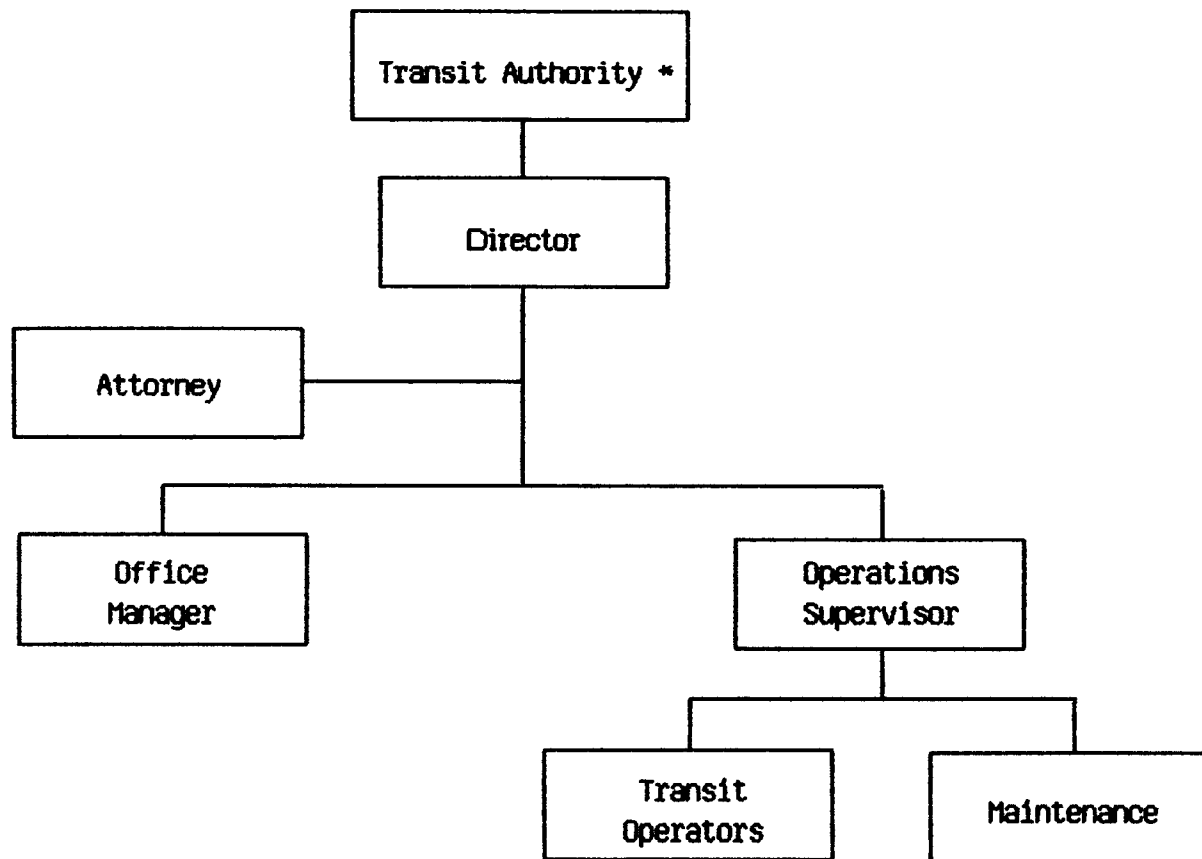 Transit Authority *
Director
Attorney
Office
Manager
Operations
Supervisor
Transit
Operators
Maintenance